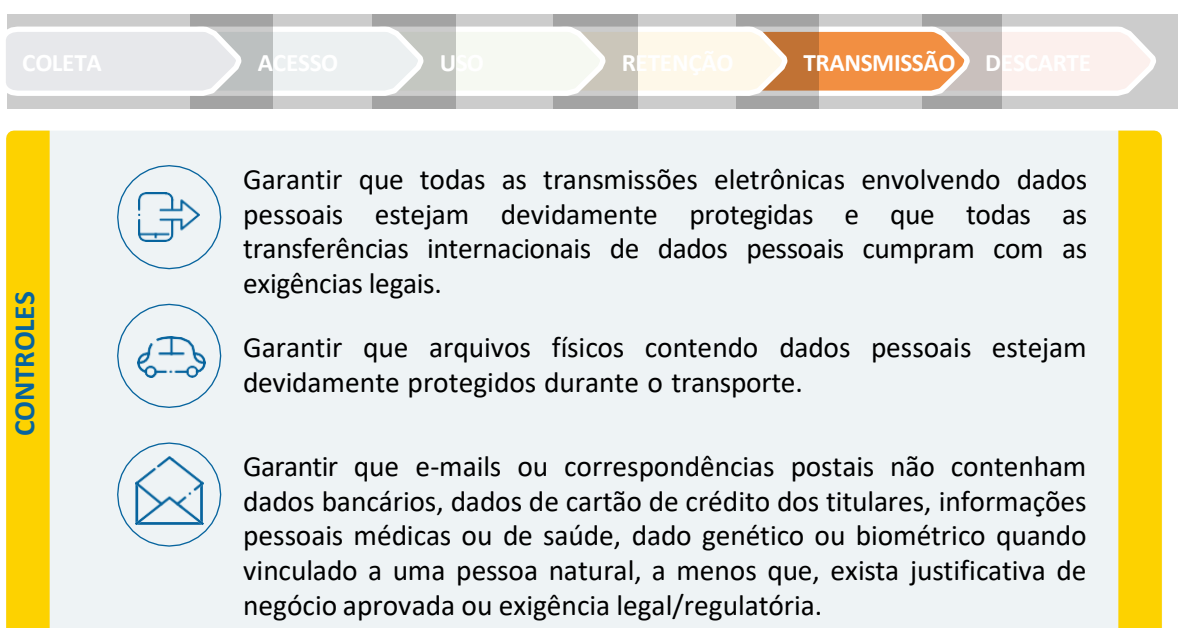 COLETA ACESSO USO RETENÇÃO TRANSMISSÃO DESCARTE
Garantir que todas as transmissões eletrônicas envolvendo dados
pessoais estejam devidamente protegidas e que todas as
transferências internacionais de dados pessoais cumpram com as
exigências legais.
CONTROLES
Garantir que arquivos físicos contendo dados pessoais estejam
devidamente protegidos durante o transporte.
Garantir que e-mails ou correspondências postais não contenham
dados bancários, dados de cartão de crédito dos titulares, informações
pessoais médicas ou de saúde, dado genético ou biométrico quando
vinculado a uma pessoa natural, a menos que, exista justificativa de
negócio aprovada ou exigência legal/regulatória.